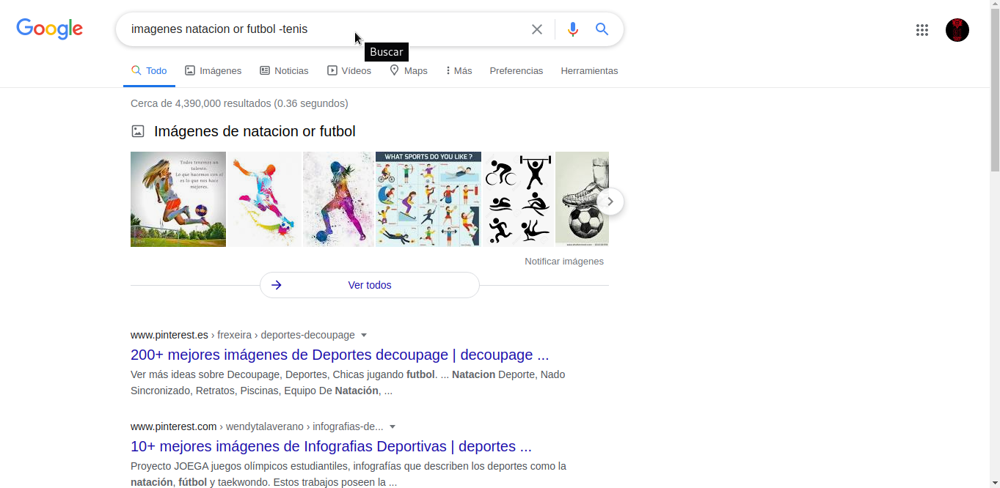 Google
imagenes natacion or futbol -tenis
Buscar
Todo Imágenes Noticias Vídeos Maps Más Preferencias Herramientas
Cerca de 4,390,000 resultados (0.36 segundos)
Imágenes de natacion or futbol
Todos tenemos un
talento.
Lo que hacemos con él
es lo que nos hace
mejores.
WHAT SPORTS DO YOU LIKE ?
Notificar imágenes
Ver todos
www.pinterest.es › frexeira › deportes-decoupage
200+ mejores imágenes de Deportes decoupage | decoupage ...
Ver más ideas sobre Decoupage, Deportes, Chicas jugando futbol. ... Natacion Deporte, Nado
Sincronizado, Retratos, Piscinas, Equipo De Natación, ...
www.pinterest.com › wendytalaverano › infografias-de...
10+ mejores imágenes de Infografias Deportivas | deportes ...
Proyecto JOEGA juegos olímpicos estudiantiles, infografías que describen los deportes como la
natación, fútbol y taekwondo. Estos trabajos poseen la ...